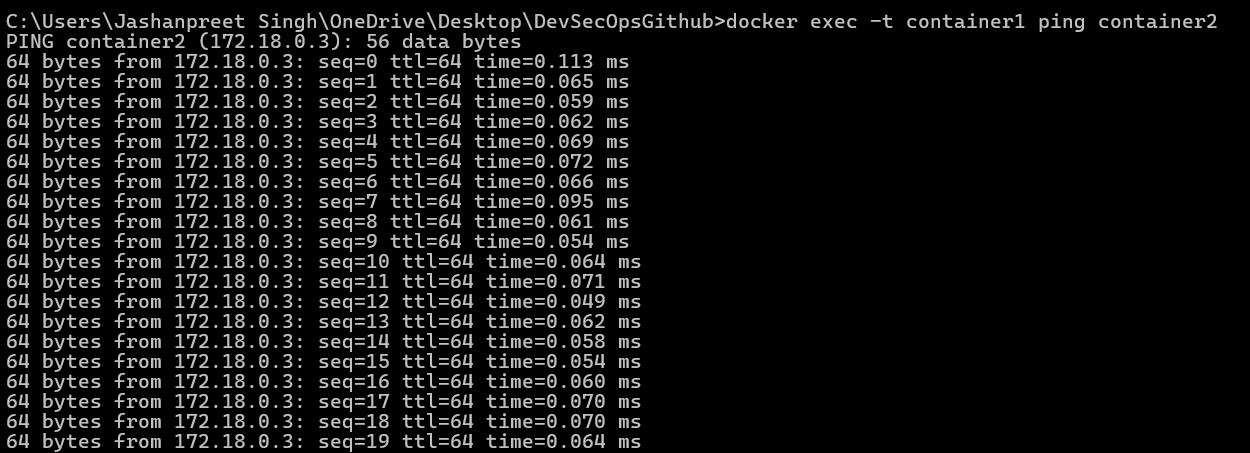 C:\Users\Jashanpreet Singh\OneDrive\Desktop\DevSecOpsGithub>docker exec -t container1 ping container2
PING container2 (172.18.0.3): 56 data bytes
64 bytes from 172.18.0.3: seq=0 ttl=64 time=0.113 ms
64 bytes from 172.18.0.3: seq=1 ttl=64 time=0.065 ms
64 bytes from 172.18.0.3: seq=2 ttl=64 time=0.059 ms
64 bytes from 172.18.0.3: seq=3 ttl=64 time=0.062 ms
64 bytes from 172.18.0.3: seq=4 ttl=64 time=0.069 ms
64 bytes from 172.18.0.3: seq=5 ttl=64 time=0.072 ms
64 bytes from 172.18.0.3: seq=6 ttl=64 time=0.066 ms
64 bytes from 172.18.0.3: seq=7 ttl=64 time=0.095 ms
64 bytes from 172.18.0.3: seq=8 ttl=64 time=0.061 ms
64 bytes from 172.18.0.3: seq=9 ttl=64 time=0.054 ms
64 bytes from 172.18.0.3: seq=10 ttl=64 time=0.064 ms
64 bytes from 172.18.0.3: seq=11 ttl=64 time=0.071 ms
64 bytes from 172.18.0.3: seq=12 ttl=64 time=0.049 ms
64 bytes from 172.18.0.3: seq=13 ttl=64 time=0.062 ms
64 bytes from 172.18.0.3: seq=14 ttl=64 time=0.058 ms
64 bytes from 172.18.0.3: seq=15 ttl=64 time=0.054 ms
64 bytes from 172.18.0.3: seq=16 ttl=64 time=0.060 ms
64 bytes from 172.18.0.3: seq=17 ttl=64 time=0.070 ms
64 bytes from 172.18.0.3: seq=18 ttl=64 time=0.070 ms
64 bytes from 172.18.0.3: seq=19 ttl=64 time=0.064 ms